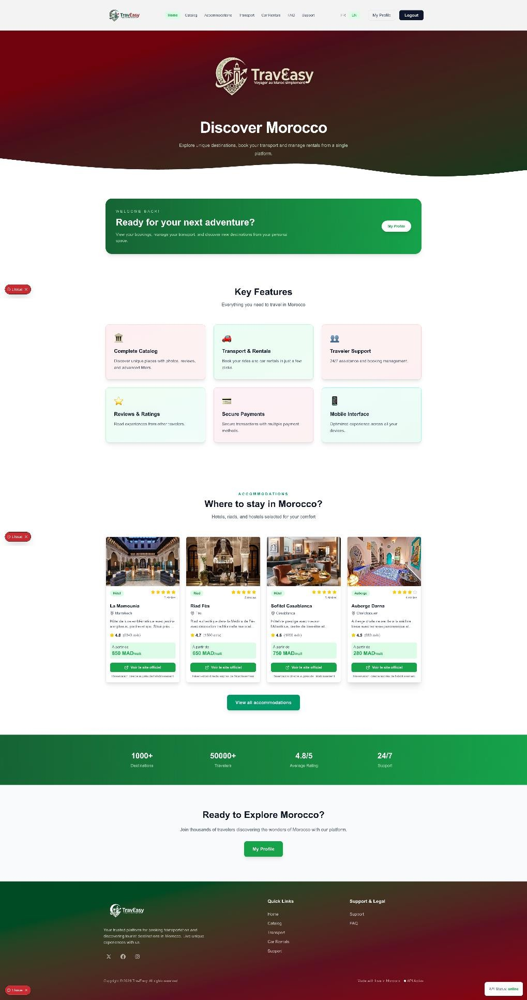 TravEasy
Home
Catalog
Accommodations
Transport
Car Rentals
FAQ
Support
FR
EN
My Profile
Logout
TravEasy
Voyager au Maroc simplement
Discover Morocco
Explore unique destinations, book your transport and manage rentals from a single
platform.
WELCOME BACK!
Ready for your next adventure?
View your bookings, manage your transport, and discover new destinations from your personal
space.
My Profile
1 Issue
Key Features
Everything you need to travel in Morocco
Complete Catalog
Discover unique places with photos, reviews,
and advanced filters.
Transport & Rentals
Book your rides and car rentals in just a few
clicks.
Traveler Support
24/7 assistance and booking management.
Reviews & Ratings
Read experiences from other travelers.
Secure Payments
Secure transactions with multiple payment
methods.
Mobile Interface
Optimized experience across all your
devices.
ACCOMMODATIONS
Where to stay in Morocco?
Hotels, riads, and hostels selected for your comfort
1 Issue
Hôtel
5 étoiles
La Mamounia
Marrakech
Hôtel de luxe emblématique avec jardins
somptueux, piscine et spa. Situé près ...
4.8 (2340 avis)
À partir de
850 MAD/nuit
Voir le site officiel
Réservation directe auprès de l'établissement
Riad
5 étoiles
Riad Fès
Fès
Riad authentique dans la Médina de Fès
avec décoration traditionnelle marocai...
4.7 (1560 avis)
À partir de
650 MAD/nuit
Voir le site officiel
Réservation directe auprès de l'établissement
Hôtel
5 étoiles
Sofitel Casablanca
Casablanca
Hôtel de prestige avec vue sur
l'Atlantique, centre de bien-être et...
4.6 (1890 avis)
À partir de
750 MAD/nuit
Voir le site officiel
Réservation directe auprès de l'établissement
Auberge
4 étoiles
Auberge Darna
Chefchaouen
Auberge chaleureuse dans la médina
bleue avec terrasse panoramique et...
4.5 (980 avis)
À partir de
280 MAD/nuit
Voir le site officiel
Réservation directe auprès de l'établissement
View all accommodations
1000+
Destinations
50000+
Travelers
4.8/5
Average Rating
24/7
Support
Ready to Explore Morocco?
Join thousands of travelers discovering the wonders of Morocco with our platform.
My Profile
TravEasy
Your trusted platform for booking transportation and
discovering tourist destinations in Morocco. Live unique
experiences with us.
Quick Links
Home
Catalog
Transport
Car Rentals
Support
Support & Legal
Support
FAQ
Copyright © 2026 TravEasy. All rights reserved.
Made with love in Morocco
API Active
1 Issue
API Status: online